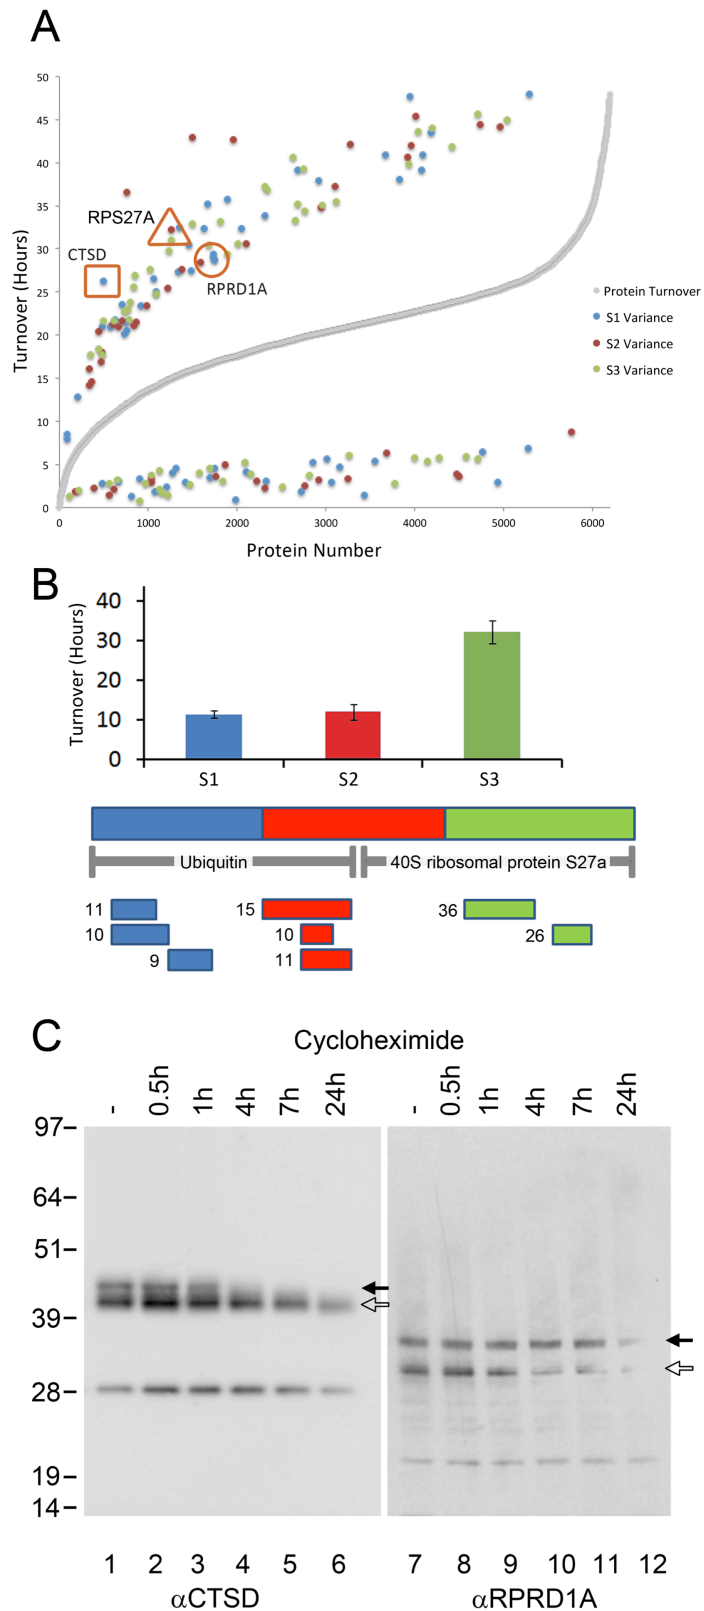 A
50
45
40
35
30
25
20
15
10
5
0
Turnover (Hours)
RPS27A
CTSD
RPRD1A
Protein Turnover
S1 Variance
S2 Variance
S3 Variance
0 1000 2000 3000 4000 5000 6000
Protein Number
B
Turnover (Hours)
40
30
20
10
0
S1 S2 S3
Ubiquitin 40S ribosomal protein S27a
11 15 36
10 10 26
9 11
C
Cycloheximide
- 0.5h 1h 4h 7h 24h - 0.5h 1h 4h 7h 24h
97
64
51
39
28
19
14
1 2 3 4 5 6 7 8 9 10 11 12
αCTSD αRPRD1A